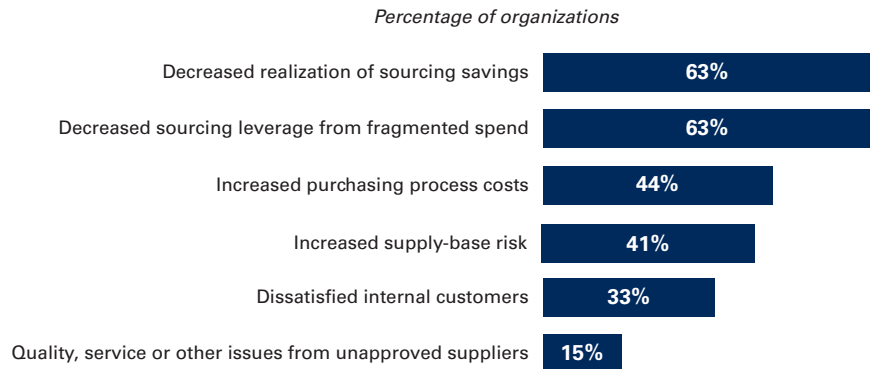 Percentage of organizations
Decreased realization of sourcing savings 63%
Decreased sourcing leverage from fragmented spend 63%
Increased purchasing process costs 44%
Increased supply-base risk 41%
Dissatisfied internal customers 33%
Quality, service or other issues from unapproved suppliers 15%